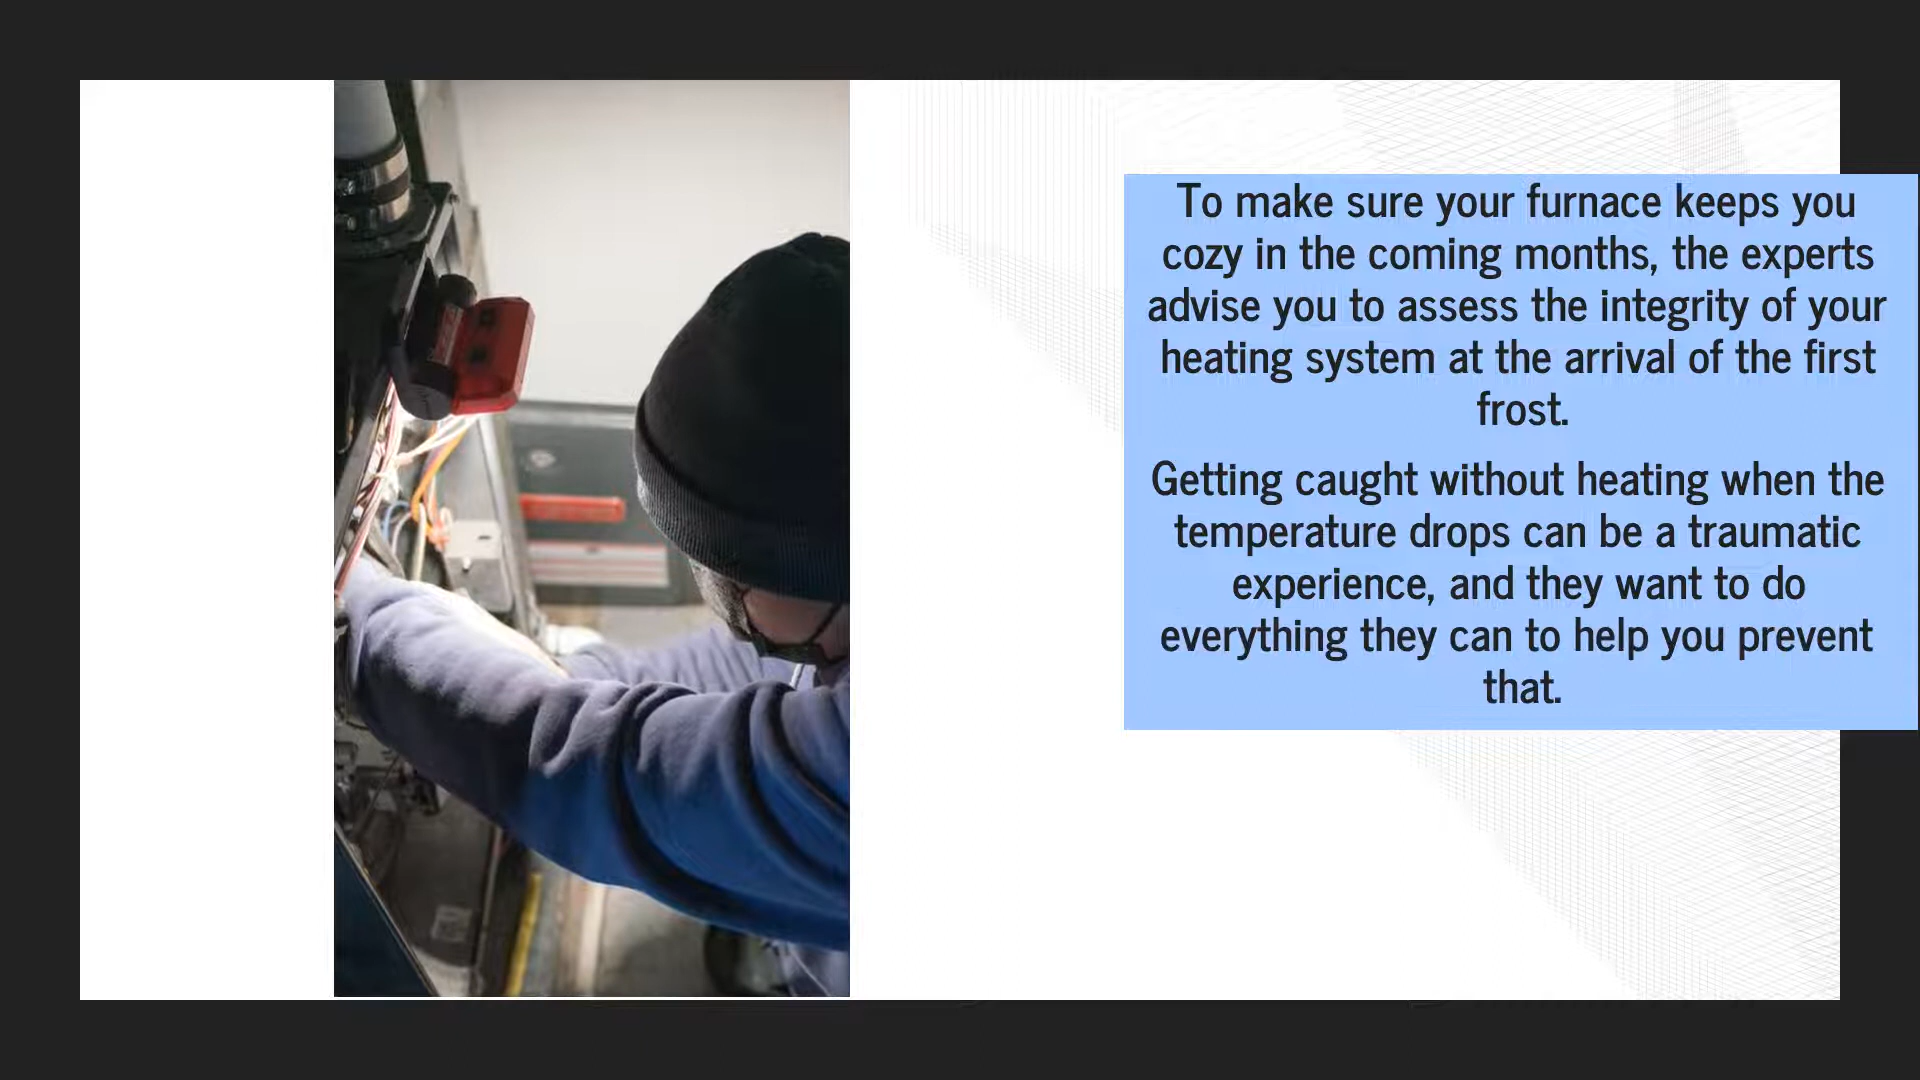 To make sure your furnace keeps you
cozy in the coming months, the experts
advise you to assess the integrity of your
heating system at the arrival of the first
frost.
Getting caught without heating when the
temperature drops can be a traumatic
experience, and they want to do
everything they can to help you prevent
that.